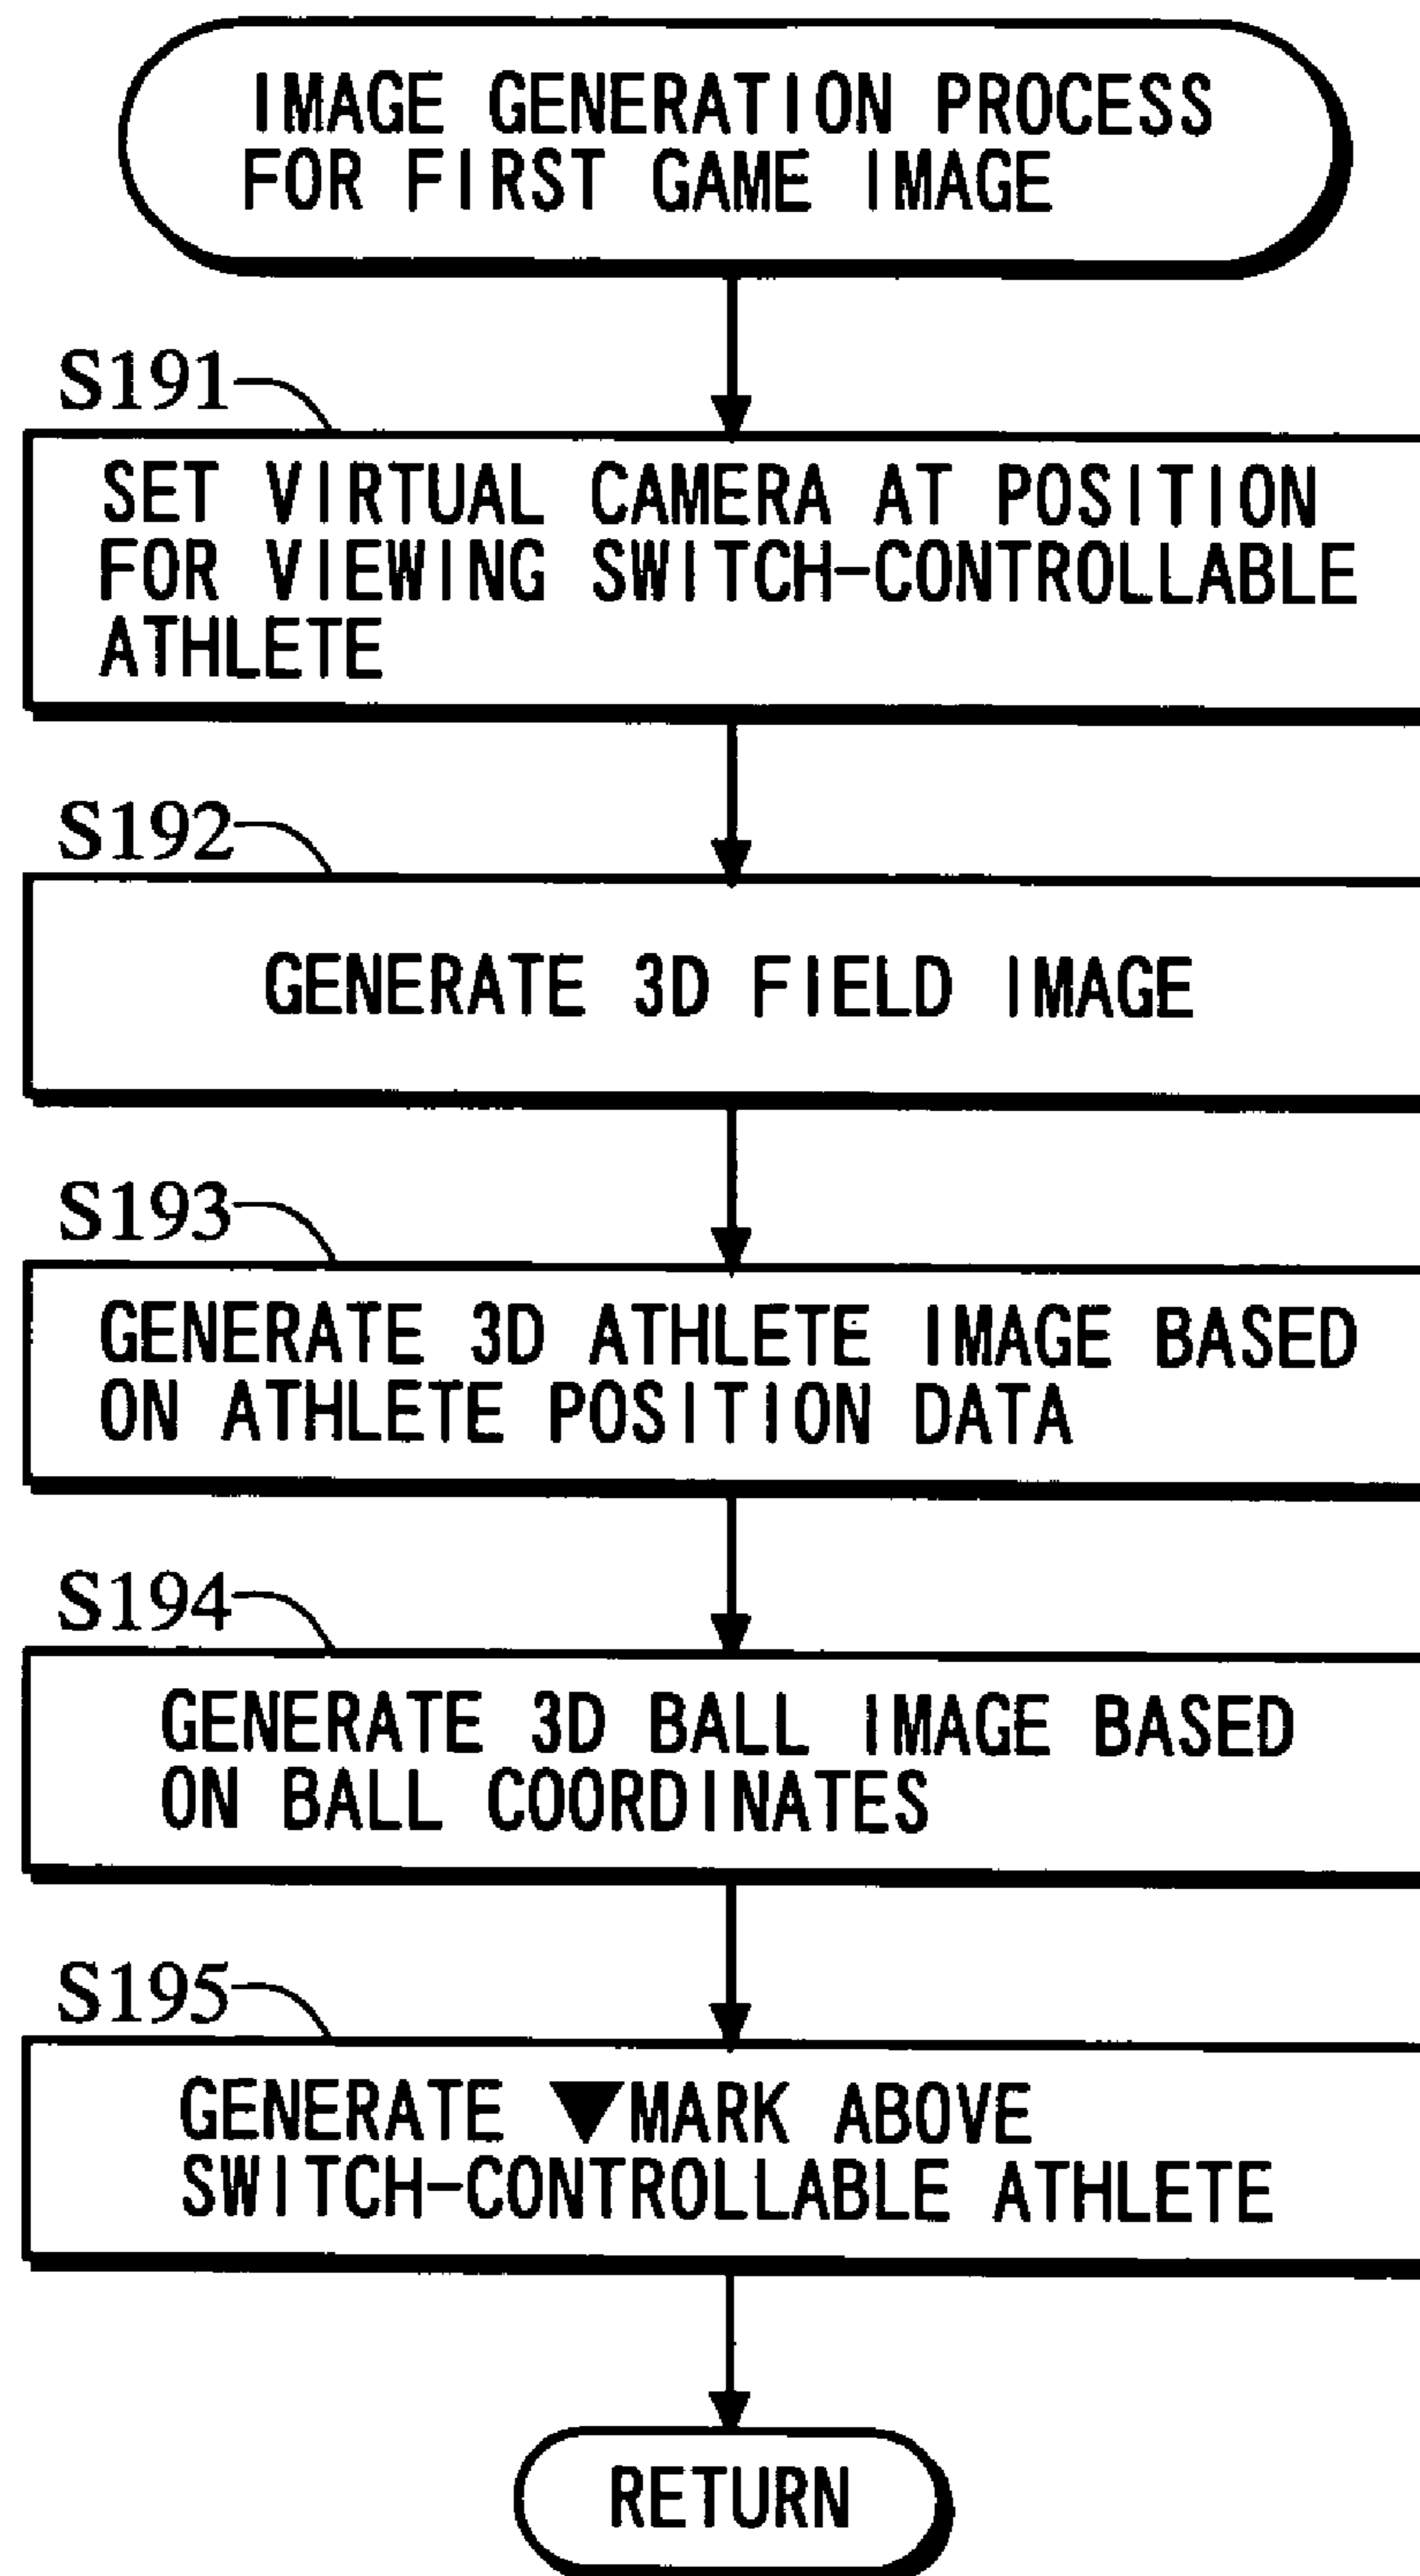 IMAGE GENERATION PROCESS
FOR FIRST GAME IMAGE
S191
SET VIRTUAL CAMERA AT POSITION
FOR VIEWING SWITCH-CONTROLLABLE
ATHLETE
S192
GENERATE 3D FIELD IMAGE
S193
GENERATE 3D ATHLETE IMAGE BASED
ON ATHLETE POSITION DATA
S194
GENERATE 3D BALL IMAGE BASED
ON BALL COORDINATES
S195
GENERATE ▼MARK ABOVE
SWITCH-CONTROLLABLE ATHLETE
RETURN